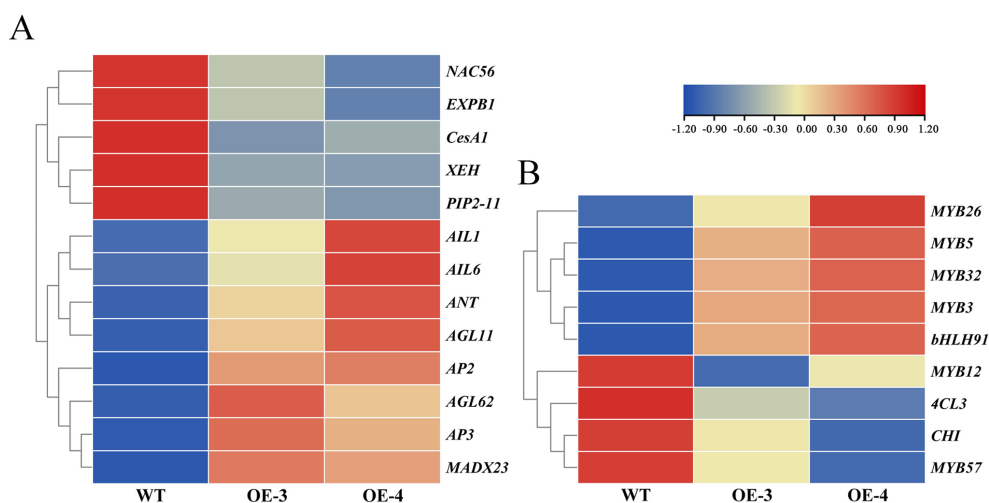 A
NAC56
EXPB1
CesA1
XEH
PIP2-11
AIL1
AIL6
ANT
AGL11
AP2
AGL62
AP3
MADX23
WT OE-3 OE-4
-1.20 -0.90 -0.60 -0.30 0.00 0.30 0.60 0.90 1.20
B
MYB26
MYB5
MYB32
MYB3
bHLH91
MYB12
4CL3
CHI
MYB57
WT OE-3 OE-4